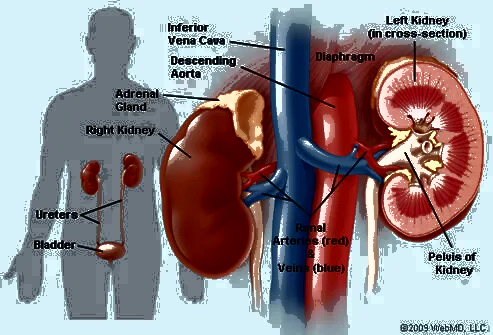 Inferior
Vena Cava
Left Kidney
(in cross-section)
Descending
Aorta
Diaphragm
Adrenal
Gland
Right Kidney
Ureters
Bladder
Renal
Arteries (red)
&
Veins (blue)
Pelvis of
Kidney
©2009 WebMD, LLC.